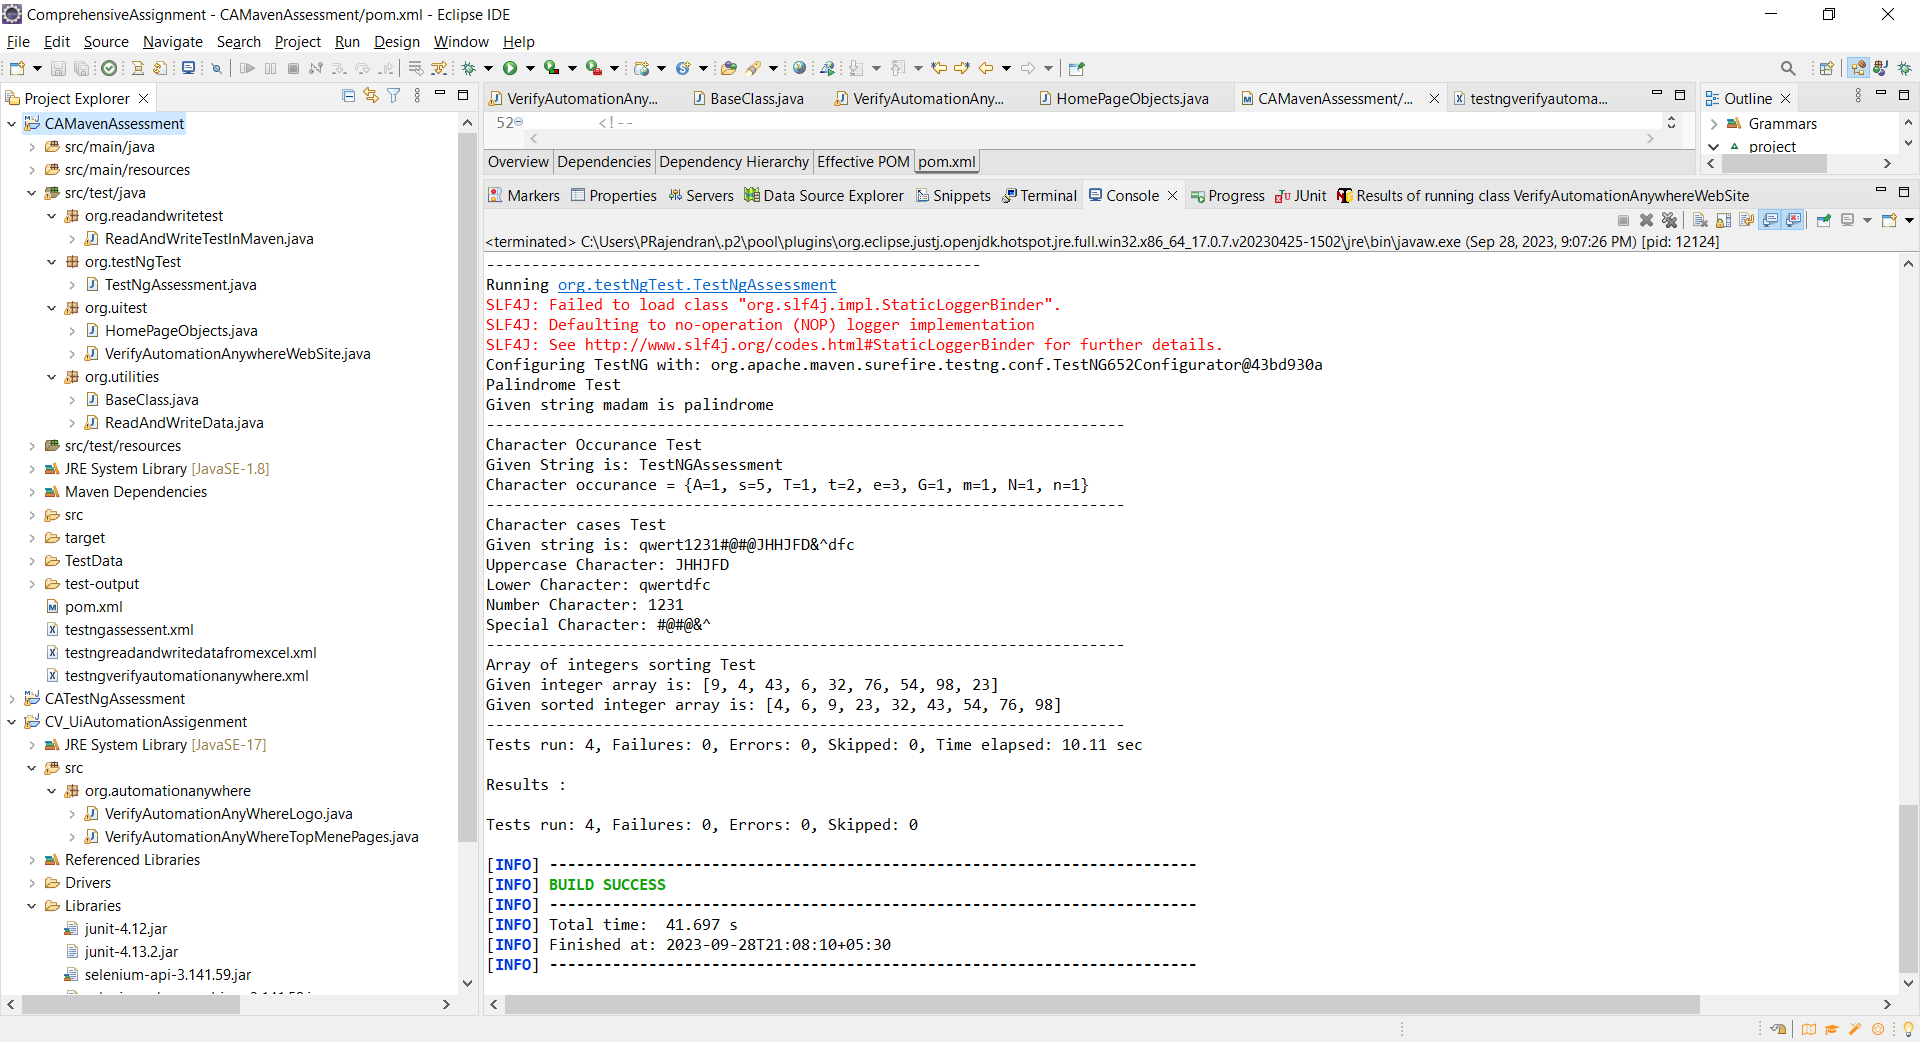 ComprehensiveAssignment - CAMavenAssessment/pom.xml - Eclipse IDE
File Edit Source Navigate Search Project Run Design Window Help
Project Explorer
CAMavenAssessment
src/main/java
src/main/resources
src/test/java
org.readandwritetest
ReadAndWriteTestInMaven.java
org.testNgTest
TestNgAssessment.java
org.uitest
HomePageObjects.java
VerifyAutomationAnywhereWebSite.java
org.utilities
BaseClass.java
ReadAndWriteData.java
src/test/resources
JRE System Library [JavaSE-1.8]
Maven Dependencies
src
target
TestData
test-output
pom.xml
testngassessent.xml
testngreadandwritedatafromexcel.xml
testngverifyautomationanywhere.xml
CATestNgAssessment
CV_UiAutomationAssigenment
JRE System Library [JavaSE-17]
src
org.automationanywhere
VerifyAutomationAnyWhereLogo.java
VerifyAutomationAnyWhereTopMenePages.java
Referenced Libraries
Drivers
Libraries
junit-4.12.jar
junit-4.13.2.jar
selenium-api-3.141.59.jar
VerifyAutomationAny... BaseClass.java VerifyAutomationAny... HomePageObjects.java CAMavenAssessment/... testngverifyautoma...
52 <!--
Overview Dependencies Dependency Hierarchy Effective POM pom.xml
Outline
Grammars
project
Markers Properties Servers Data Source Explorer Snippets Terminal Console Progress JUnit Results of running class VerifyAutomationAnywhereWebSite
<terminated> C:\Users\PRajendran\.p2\pool\plugins\org.eclipse.justj.openjdk.hotspot.jre.full.win32.x86_64_17.0.7.v20230425-1502\jre\bin\javaw.exe (Sep 28, 2023, 9:07:26 PM) [pid: 12124]
-------------------------------------------------------
Running org.testNgTest.TestNgAssessment
SLF4J: Failed to load class "org.slf4j.impl.StaticLoggerBinder".
SLF4J: Defaulting to no-operation (NOP) logger implementation
SLF4J: See http://www.slf4j.org/codes.html#StaticLoggerBinder for further details.
Configuring TestNG with: org.apache.maven.surefire.testng.conf.TestNG652Configurator@43bd930a
Palindrome Test
Given string madam is palindrome
-----------------------------------------------------------------------
Character Occurance Test
Given String is: TestNGAssessment
Character occurance = {A=1, s=5, T=1, t=2, e=3, G=1, m=1, N=1, n=1}
-----------------------------------------------------------------------
Character cases Test
Given string is: qwert1231#@#@JHHJFD&^dfc
Uppercase Character: JHHJFD
Lower Character: qwertdfc
Number Character: 1231
Special Character: #@#@&^
-----------------------------------------------------------------------
Array of integers sorting Test
Given integer array is: [9, 4, 43, 6, 32, 76, 54, 98, 23]
Given sorted integer array is: [4, 6, 9, 23, 32, 43, 54, 76, 98]
-----------------------------------------------------------------------
Tests run: 4, Failures: 0, Errors: 0, Skipped: 0, Time elapsed: 10.11 sec
Results :
Tests run: 4, Failures: 0, Errors: 0, Skipped: 0
[INFO] ------------------------------------------------------------------------
[INFO] BUILD SUCCESS
[INFO] ------------------------------------------------------------------------
[INFO] Total time:  41.697 s
[INFO] Finished at: 2023-09-28T21:08:10+05:30
[INFO] ------------------------------------------------------------------------